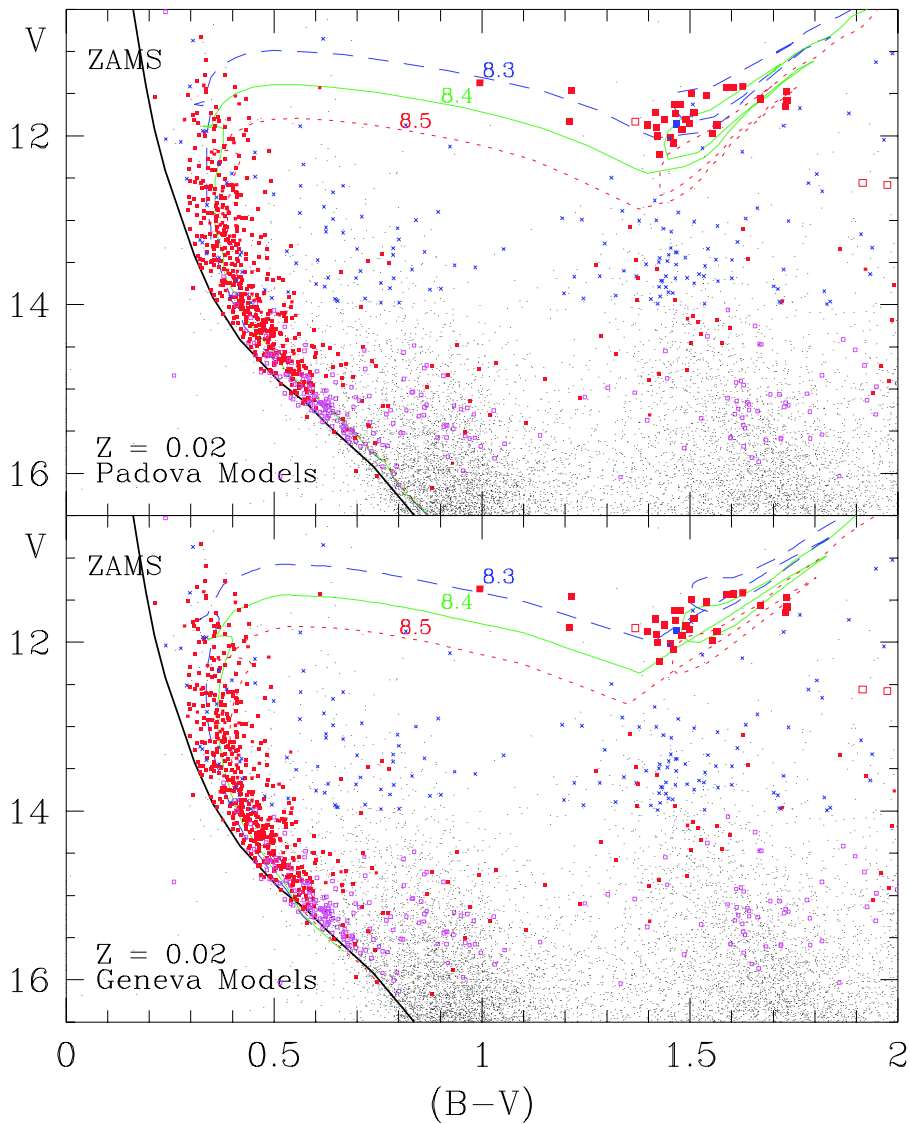 V
ZAMS
8.3
8.4
8.5
12
14
Z = 0.02
Padova Models
16
V
ZAMS
8.3
8.4
8.5
12
14
Z = 0.02
Geneva Models
16
0 0.5 1 1.5 2
(B-V)